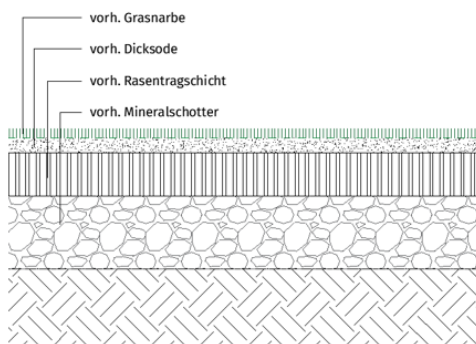 vorh. Grasnarbe
vorh. Dicksode
vorh. Rasentragschicht
vorh. Mineralschotter